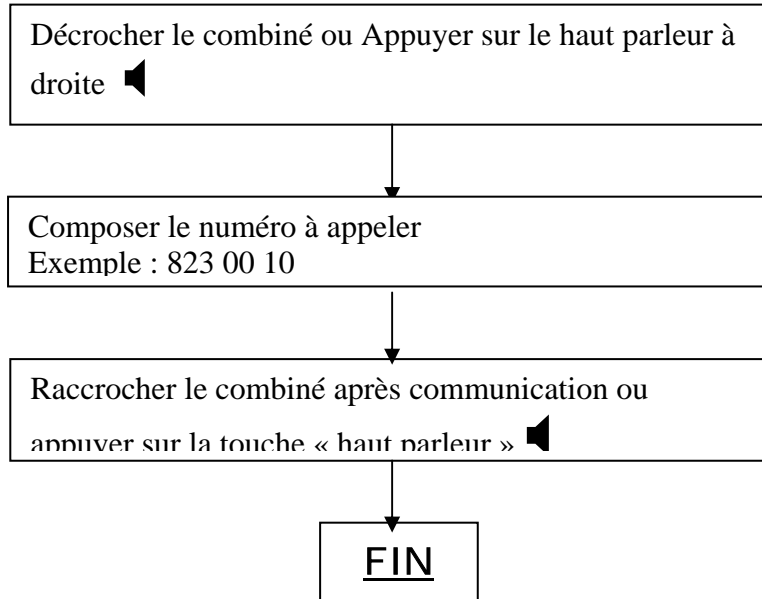 Décrocher le combiné ou Appuyer sur le haut parleur à
droite
Composer le numéro à appeler
Exemple : 823 00 10
Raccrocher le combiné après communication ou
appuyer sur la touche « haut parleur »
FIN